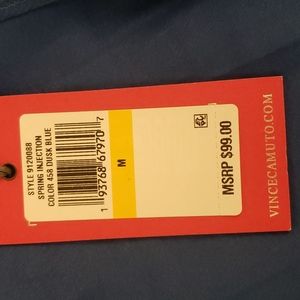 STYLE 9120088
SPRING INJECTION
COLOR 458 DUSK BLUE
1 93768 67970 7
M
MSRP $99.00
VINCECAMUTO.COM